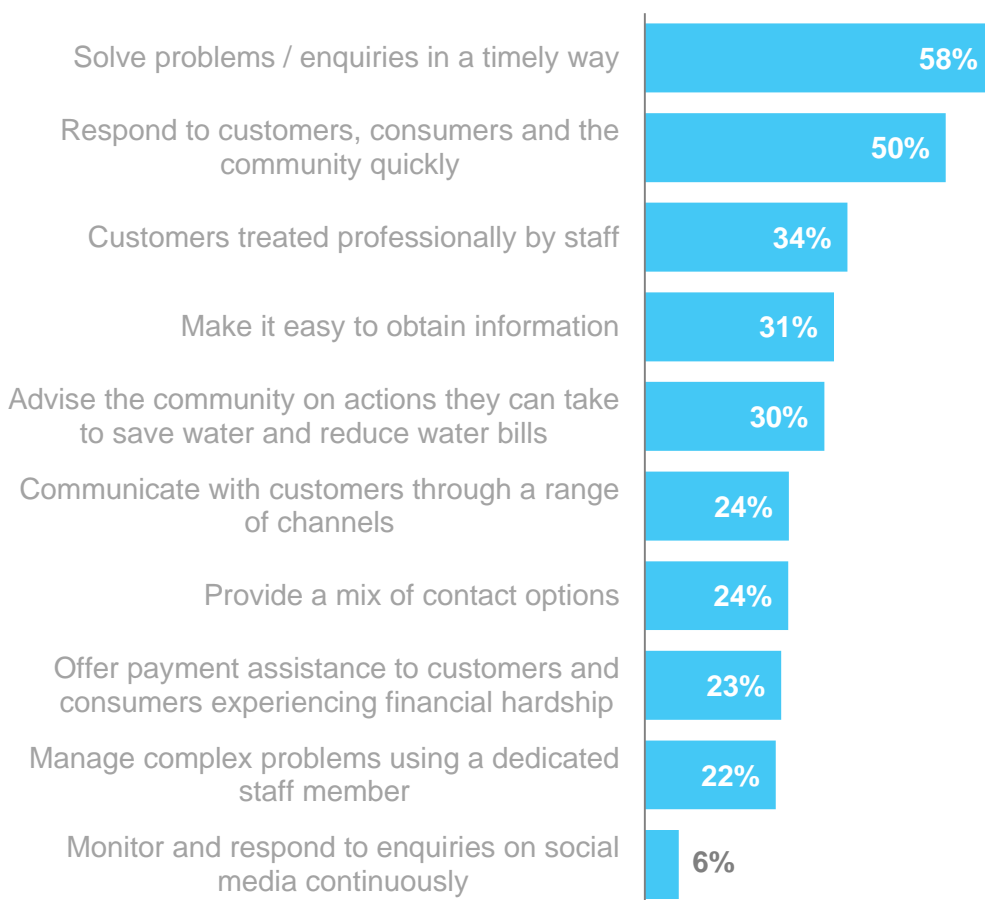 Solve problems / enquiries in a timely way
58%
Respond to customers, consumers and the
community quickly
50%
Customers treated professionally by staff
34%
Make it easy to obtain information
31%
Advise the community on actions they can take
to save water and reduce water bills
30%
Communicate with customers through a range
of channels
24%
Provide a mix of contact options
24%
Offer payment assistance to customers and
consumers experiencing financial hardship
23%
Manage complex problems using a dedicated
staff member
22%
Monitor and respond to enquiries on social
media continuously
6%